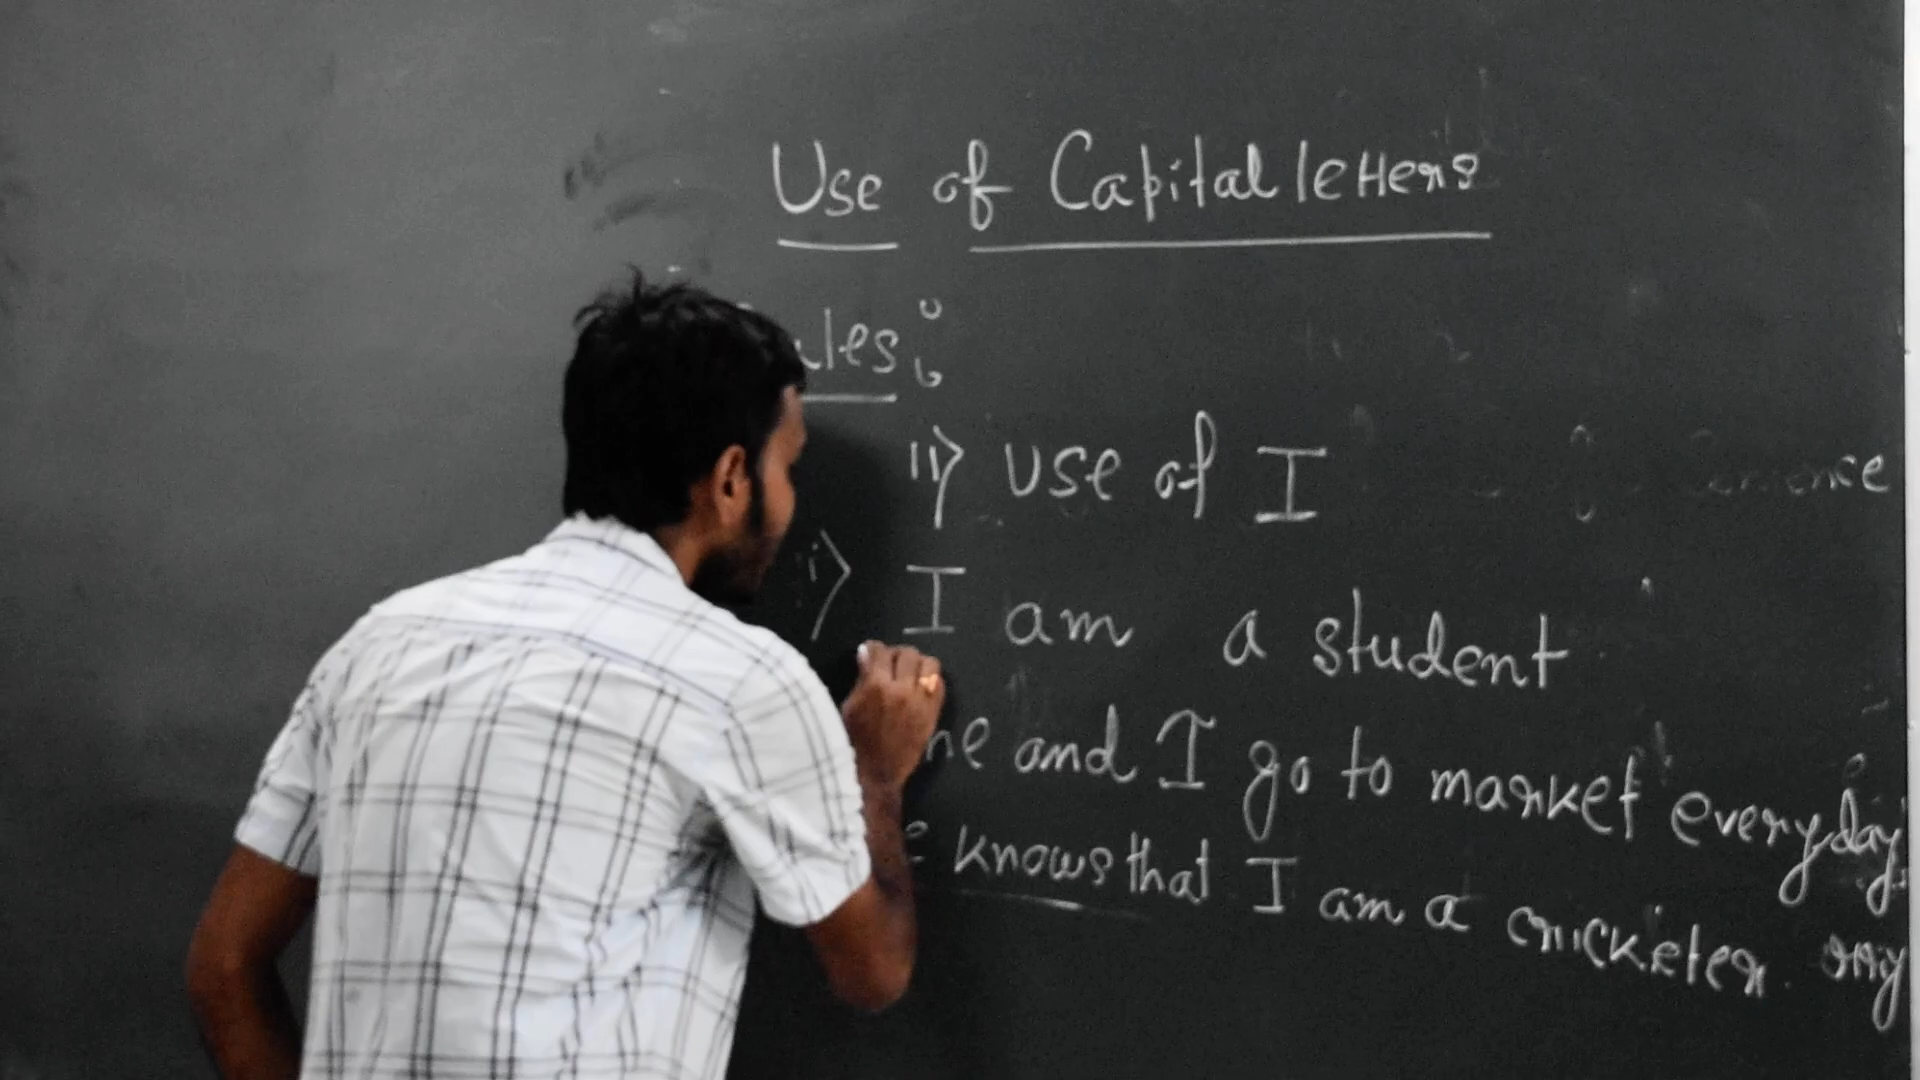 Use of Capital letters
ules:
ii) use of I
i) I am a student
he and I go to market everyday
e knows that I am a cricketer.